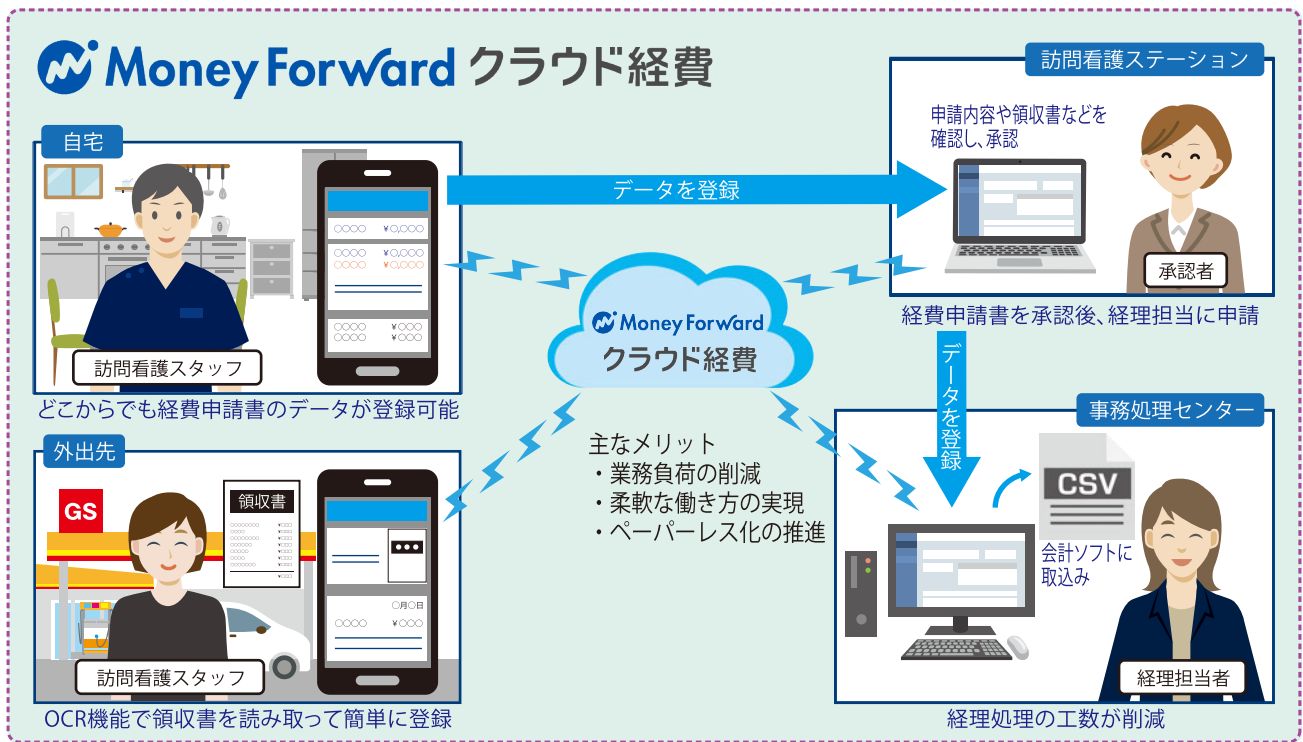 Money Forward クラウド経費
自宅
○○○○ ¥○,○○○
○○○○ ¥○,○○○
○○○○ ¥○,○○○
○○○○ ¥○○○
○○○○ ¥○○○
訪問看護スタッフ
どこからでも経費申請書のデータが登録可能
データを登録
訪問看護ステーション
申請内容や領収書などを
確認し、承認
承認者
経費申請書を承認後、経理担当に申請
Money Forward
クラウド経費
データを登録
外出先
GS
領収書
○月○日
○○○○ ¥○○○
訪問看護スタッフ
OCR機能で領収書を読み取って簡単に登録
主なメリット
・業務負荷の削減
・柔軟な働き方の実現
・ペーパーレス化の推進
事務処理センター
CSV
会計ソフトに
取込み
経理担当者
経理処理の工数が削減